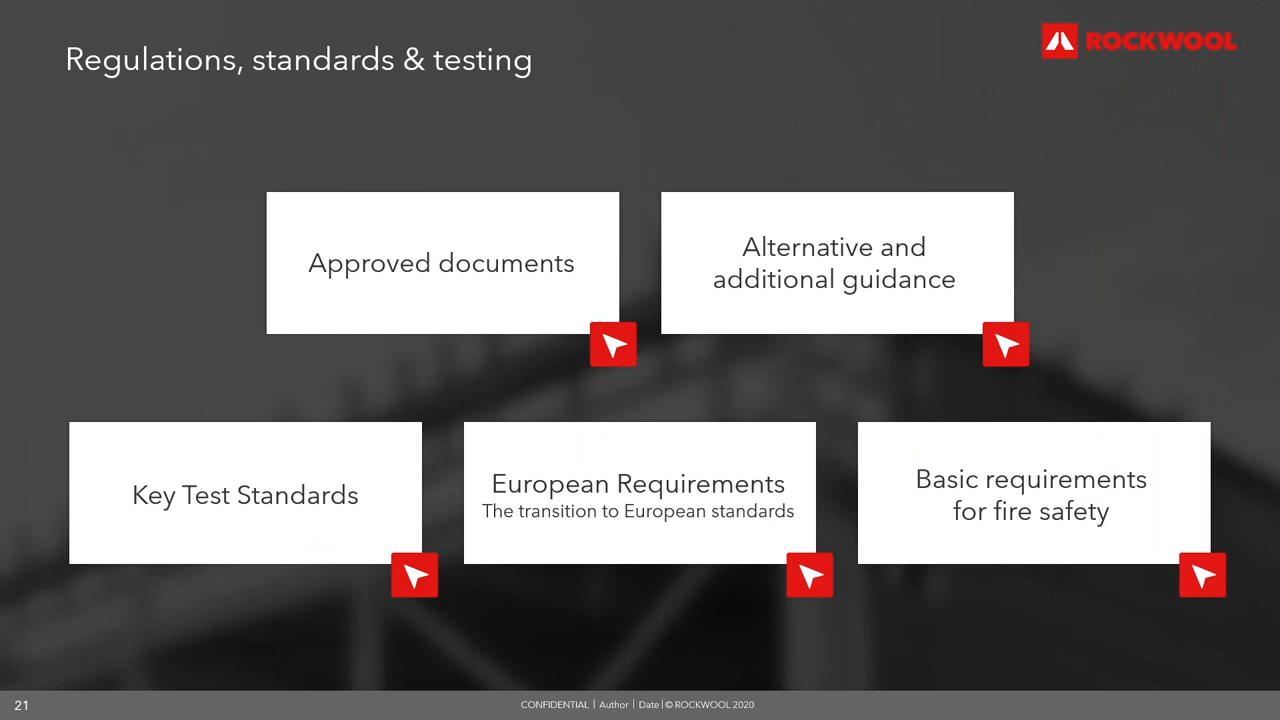 Regulations, standards & testing
ROCKWOOL
Approved documents
Alternative and
additional guidance
Key Test Standards
European Requirements
The transition to European standards
Basic requirements
for fire safety
21
CONFIDENTIAL | Author | Date | © ROCKWOOL 2020